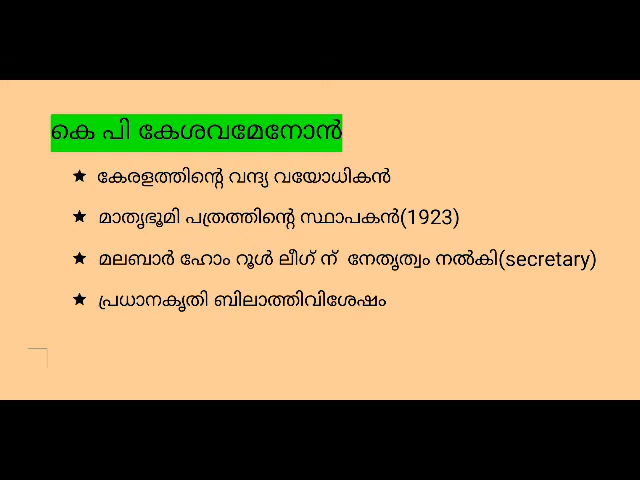 കെ പി കേശവമേനോൻ
★ കേരളത്തിന്റെ വന്ദ്യ വയോധികൻ
★ മാതൃഭൂമി പത്രത്തിന്റെ സ്ഥാപകൻ(1923)
★ മലബാർ ഹോം റൂൾ ലീഗ് ന് നേതൃത്വം നൽകി(secretary)
★ പ്രധാനകൃതി ബിലാത്തിവിശേഷം